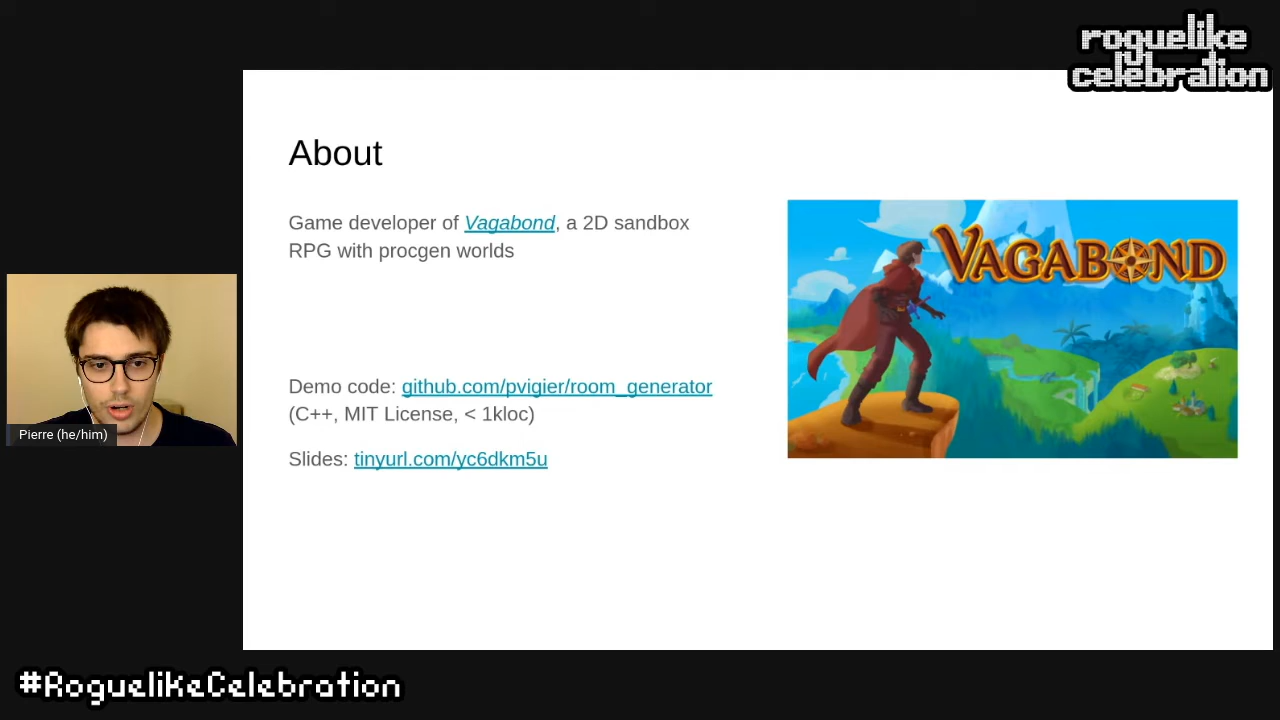 roguelike
celebration
About
Game developer of Vagabond, a 2D sandbox
RPG with procgen worlds
VAGABOND
Demo code: github.com/pvigier/room_generator
(C++, MIT License, < 1kloc)
Slides: tinyurl.com/yc6dkm5u
Pierre (he/him)
#RoguelikeCelebration